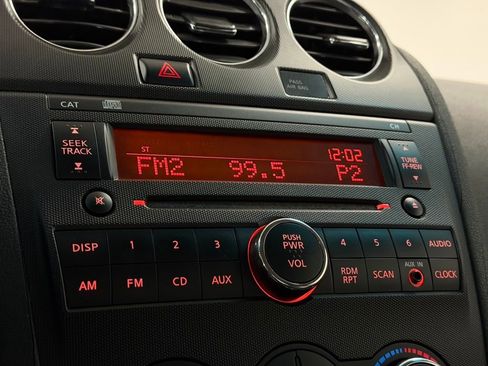 PASS
AIR BAG
CAT
CH
SEEK
TRACK
ST
12:02
FM2 99.5 P2
TUNE
FF·REW
DISP 1 2 3
PUSH
PWR
VOL
4 5 6 AUDIO
AM FM CD AUX
RDM
RPT
SCAN
AUX IN
CLOCK